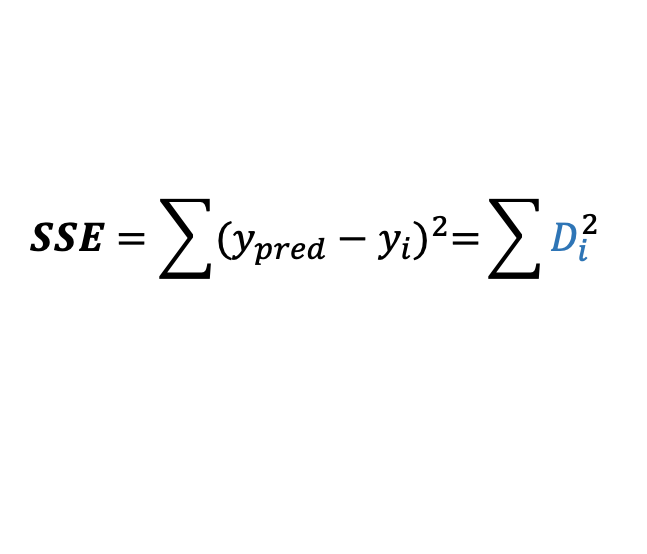 SSE = ∑(y_pred − y_i)²= ∑ D_i²